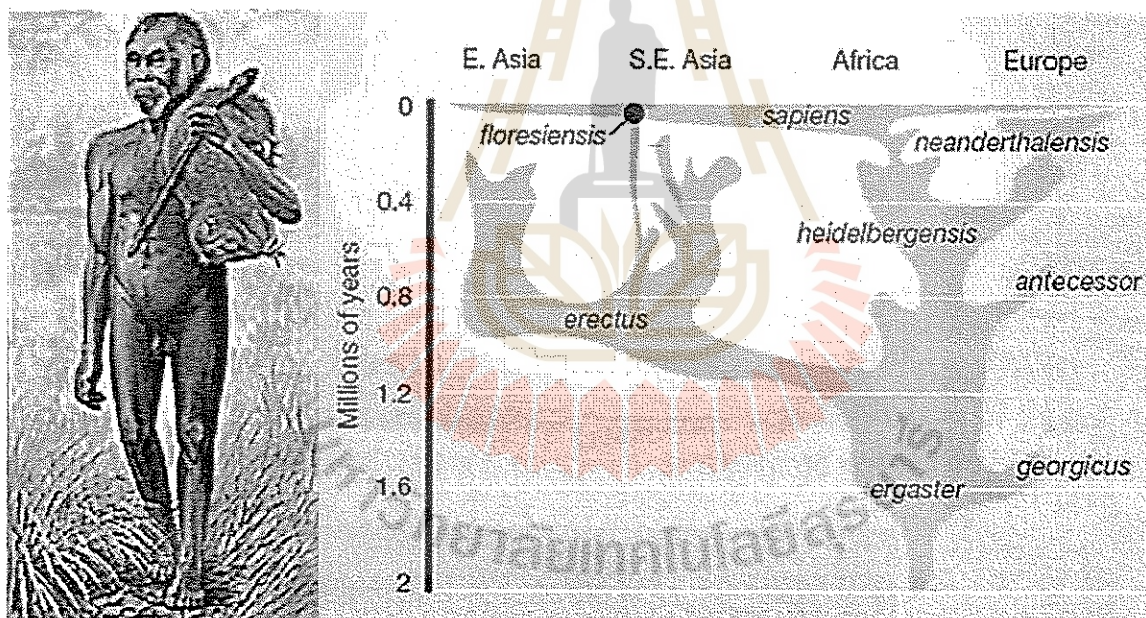 E. Asia S.E. Asia Africa Europe
0
sapiens
floresiensis
neanderthalensis
0.4
heidelbergensis
0.8
antecessor
erectus
Millions of years
1.2
georgicus
1.6
ergaster
2